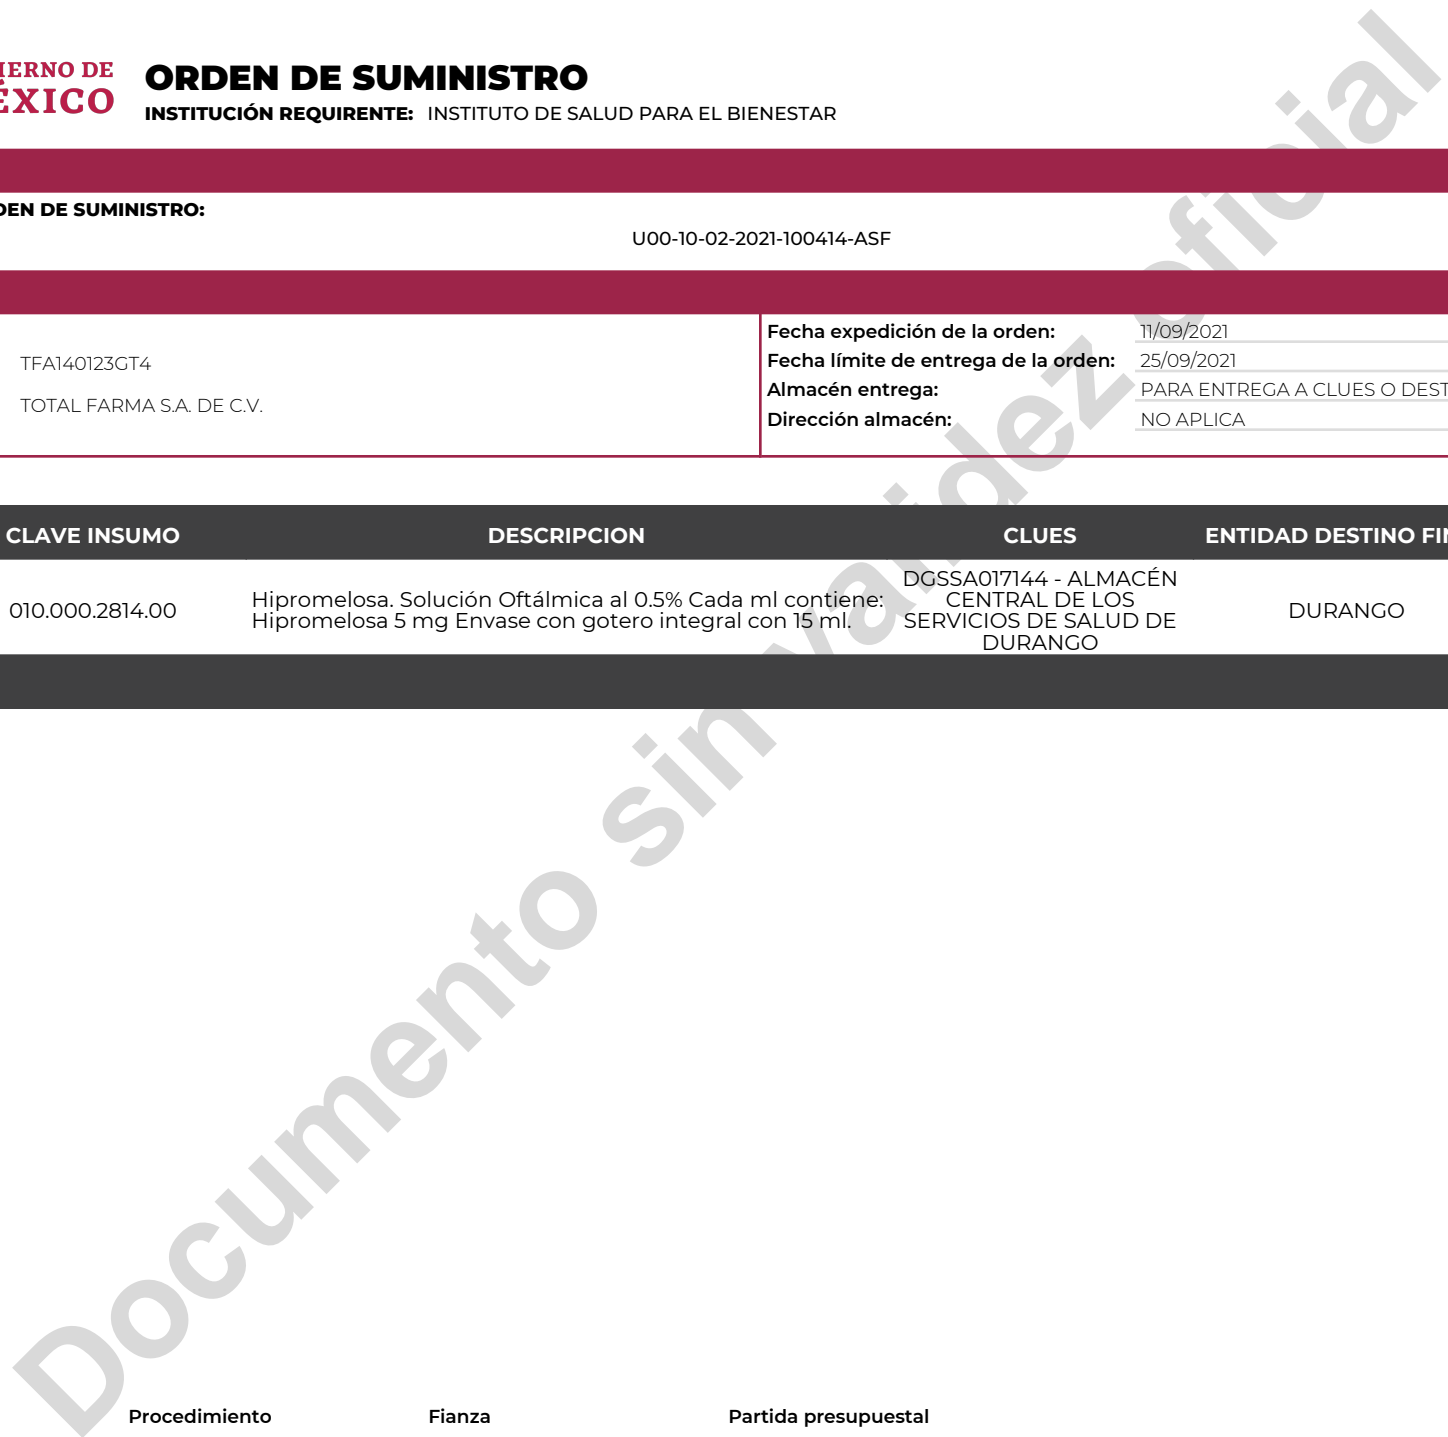 IERNO DE
ÉXICO
ORDEN DE SUMINISTRO
INSTITUCIÓN REQUIRENTE: INSTITUTO DE SALUD PARA EL BIENESTAR
DEN DE SUMINISTRO:
U00-10-02-2021-100414-ASF
TFA140123GT4
TOTAL FARMA S.A. DE C.V.
Fecha expedición de la orden: 11/09/2021
Fecha límite de entrega de la orden: 25/09/2021
Almacén entrega: PARA ENTREGA A CLUES O DEST
Dirección almacén: NO APLICA
CLAVE INSUMO DESCRIPCION CLUES ENTIDAD DESTINO FIN
010.000.2814.00
Hipromelosa. Solución Oftálmica al 0.5% Cada ml contiene:
Hipromelosa 5 mg Envase con gotero integral con 15 ml.
DGSSA017144 - ALMACÉN
CENTRAL DE LOS
SERVICIOS DE SALUD DE
DURANGO
DURANGO
Documento sin validez oficial
Procedimiento Fianza Partida presupuestal